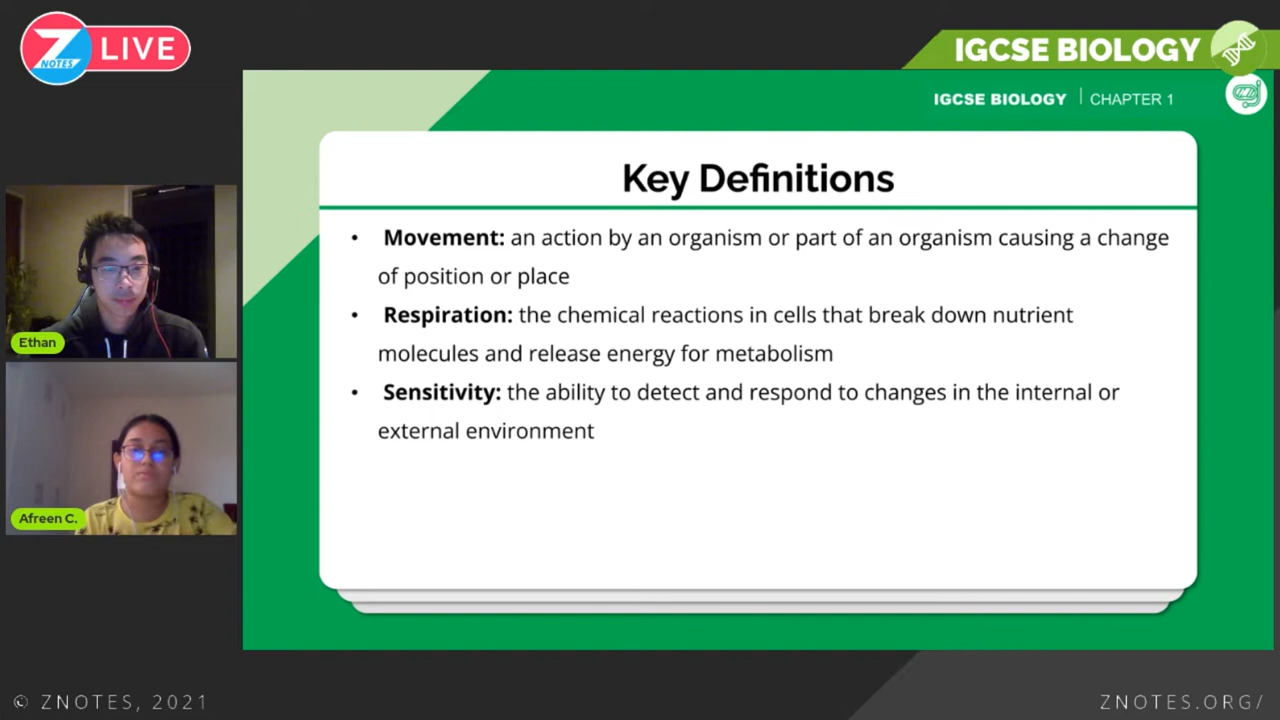 Z
NOTES
LIVE
IGCSE BIOLOGY
IGCSE BIOLOGY | CHAPTER 1
Key Definitions
• Movement: an action by an organism or part of an organism causing a change
of position or place
• Respiration: the chemical reactions in cells that break down nutrient
molecules and release energy for metabolism
• Sensitivity: the ability to detect and respond to changes in the internal or
external environment
Ethan
Afreen C.
© ZNOTES, 2021
ZNOTES.ORG/